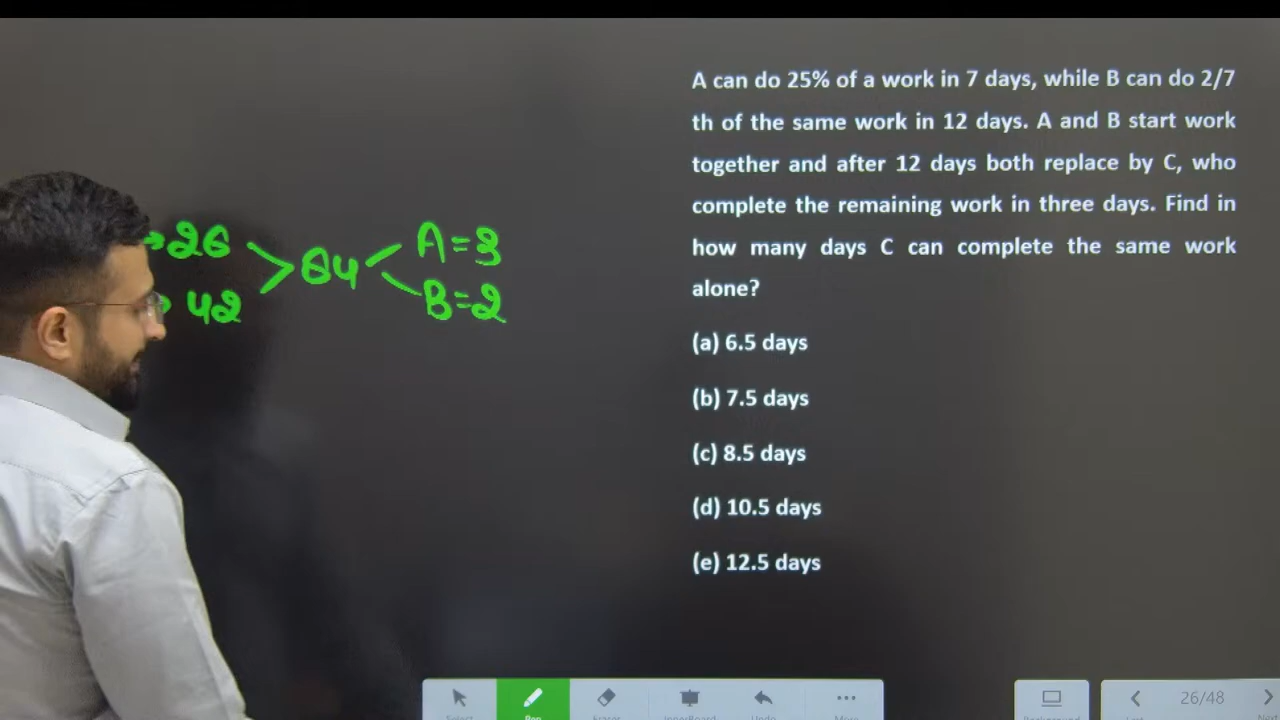 A can do 25% of a work in 7 days, while B can do 2/7
th of the same work in 12 days. A and B start work
together and after 12 days both replace by C, who
complete the remaining work in three days. Find in
how many days C can complete the same work
alone?
(a) 6.5 days
(b) 7.5 days
(c) 8.5 days
(d) 10.5 days
(e) 12.5 days
28
42
84
A=3
B=2
26/48